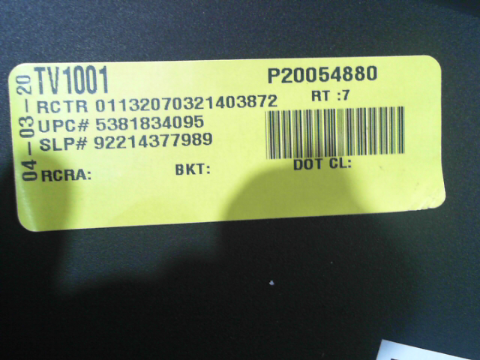 TV1001
P20054880
RCTR 01132070321403872
RT :7
UPC# 5381834095
SLP# 92214377989
RCRA:
BKT:
DOT CL:
04-03-20